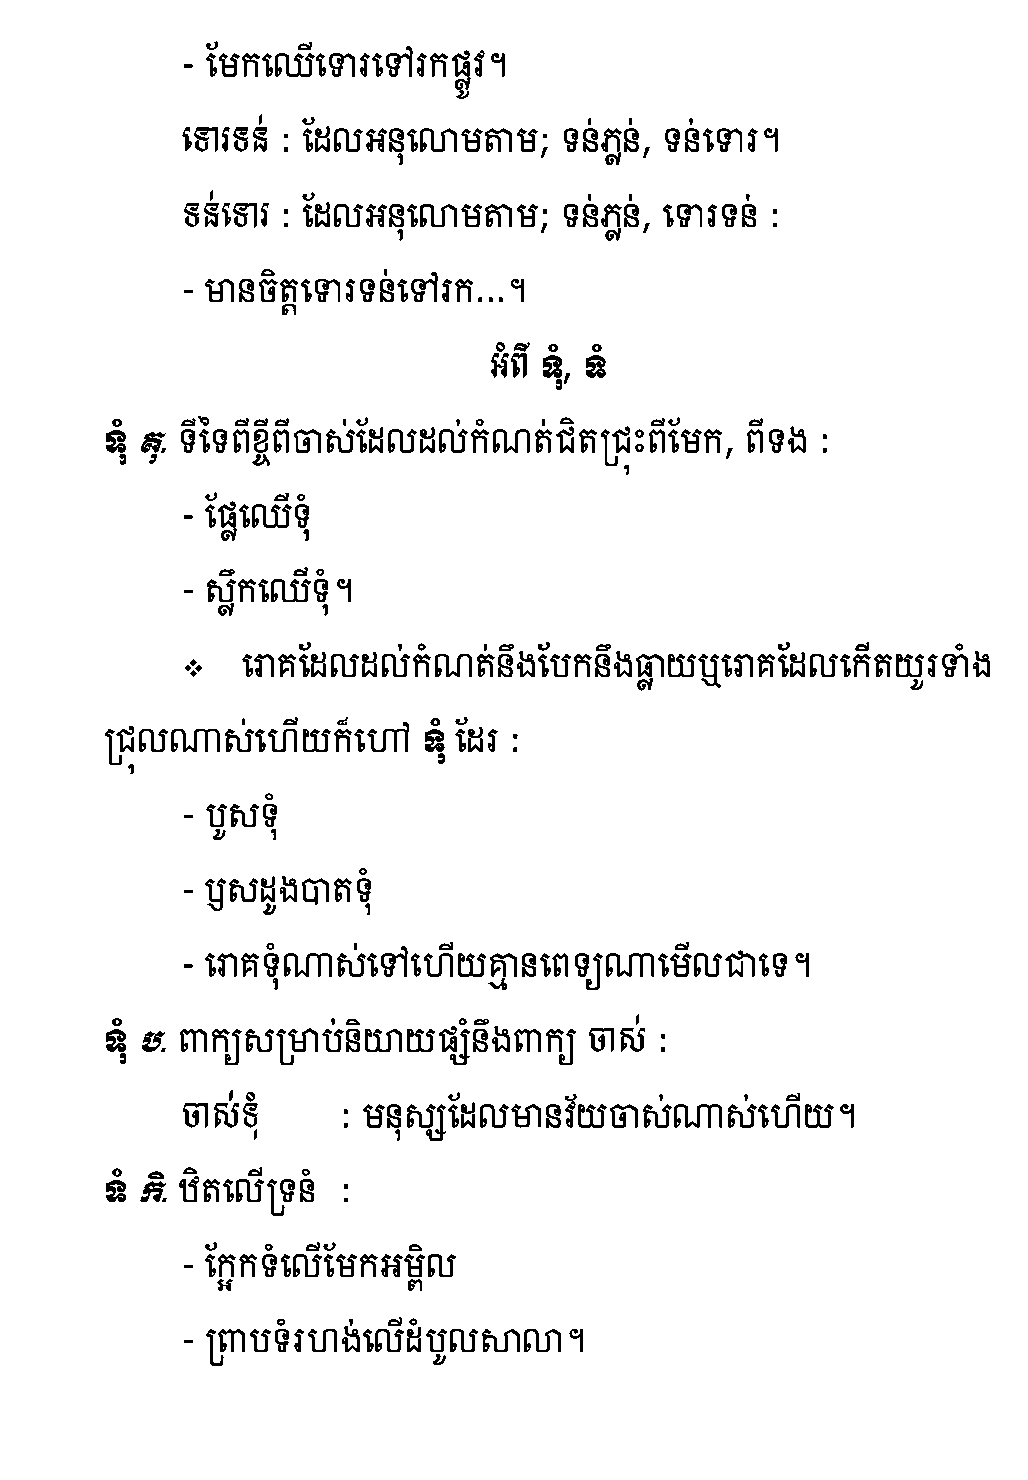 - មែកឈើទោរទៅរកផ្លូវ។
ទោរទន់ : ដែលអនុលោមតាម; ទន់ភ្លន់, ទន់ទោរ។
ទន់ទោរ : ដែលអនុលោមតាម; ទន់ភ្លន់, ទោរទន់ :
- មានចិត្តទោរទន់ទៅរក...។
អំពី ទុំ, ទំ
ទុំ គុ. ទីទៃពីខ្ចីពីចាស់ដែលដល់កំណត់ជិតជ្រុះពីមែក, ពីទង :
- ផ្លែឈើទុំ
- ស្លឹកឈើទុំ។
❖ រោគដែលដល់កំណត់នឹងបែកនឹងធ្លាយឬរោគដែលកើតយូរទាំង
ជ្រុលណាស់ហើយក៏ហៅ ទុំ ដែរ :
- បួសទុំ
- ឫសដូងបាតទុំ
- រោគទុំណាស់ទៅហើយគ្មានពេទ្យណាមើលជាទេ។
ទុំ ប. ពាក្យសម្រាប់និយាយផ្សំនឹងពាក្យ ចាស់ :
ចាស់ទុំ : មនុស្សដែលមានវ័យចាស់ណាស់ហើយ។
ទំ កិ. ឋិតលើទ្រនំ :
- ក្អែកទំលើមែកអម្ពិល
- ព្រាបទំរហង់លើដំបូលសាលា។